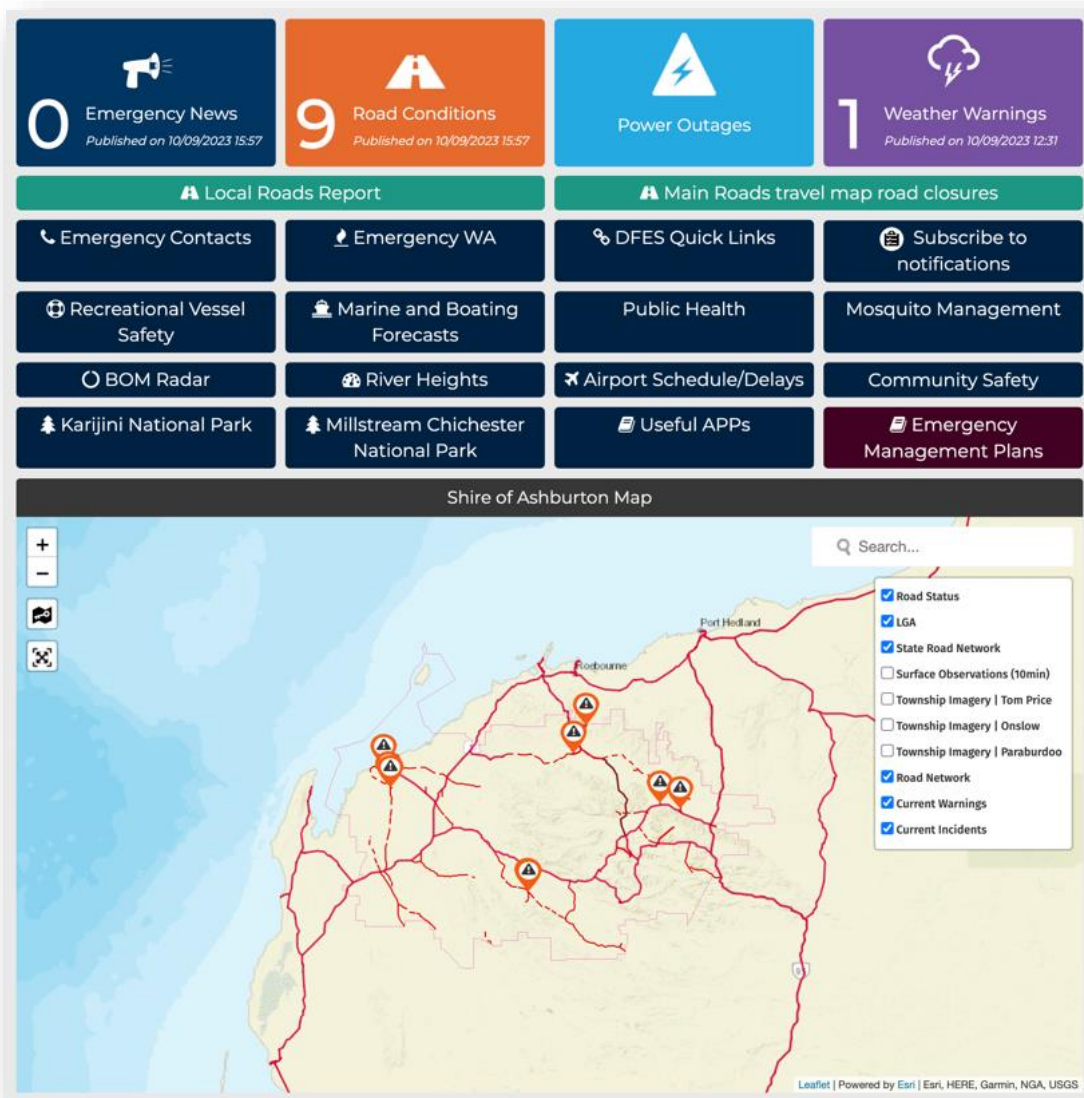 0
Emergency News
Published on 10/09/2023 15:57
9
Road Conditions
Published on 10/09/2023 15:57
Power Outages
1
Weather Warnings
Published on 10/09/2023 12:31
Local Roads Report
Main Roads travel map road closures
Emergency Contacts
Emergency WA
DFES Quick Links
Subscribe to
notifications
Recreational Vessel
Safety
Marine and Boating
Forecasts
Public Health
Mosquito Management
BOM Radar
River Heights
Airport Schedule/Delays
Community Safety
Karijini National Park
Millstream Chichester
National Park
Useful APPs
Emergency
Management Plans
Shire of Ashburton Map
+
−
Search...
Road Status
LGA
State Road Network
Surface Observations (10min)
Township Imagery | Tom Price
Township Imagery | Onslow
Township Imagery | Paraburdoo
Road Network
Current Warnings
Current Incidents
Port Hedland
Roebourne
Leaflet | Powered by Esri | Esri, HERE, Garmin, NGA, USGS